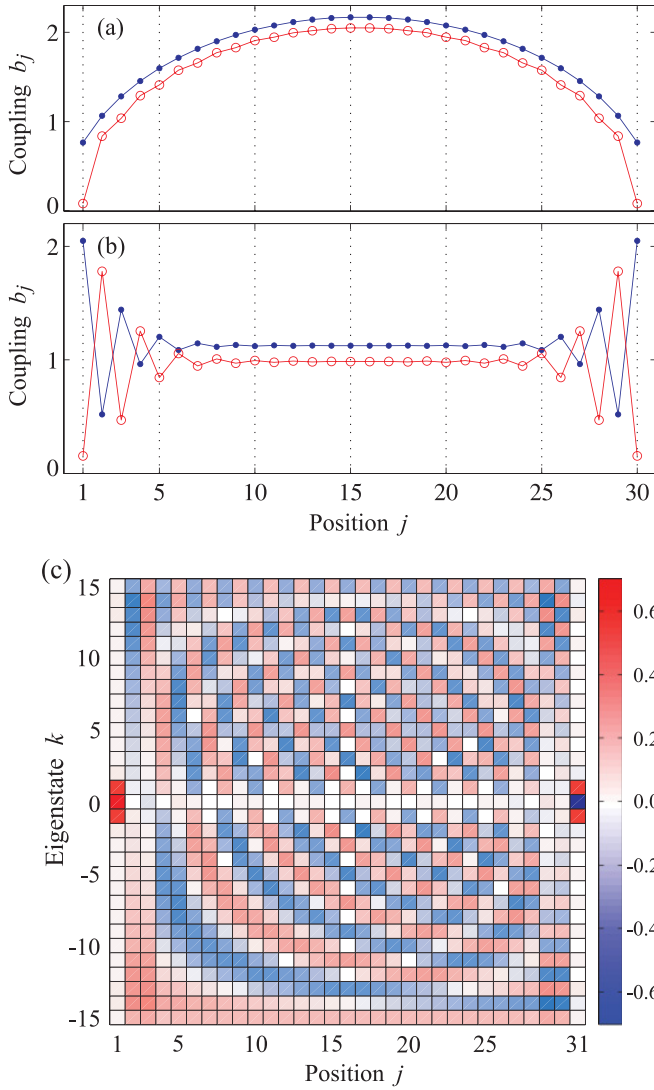 (a)
Coupling b_j
2
1
0
(b)
Coupling b_j
2
1
0
1 5 10 15 20 25 30
Position j
(c)
Eigenstate k
15
10
5
0
-5
-10
-15
1 5 10 15 20 25 31
Position j
0.6
0.4
0.2
0.0
-0.2
-0.4
-0.6